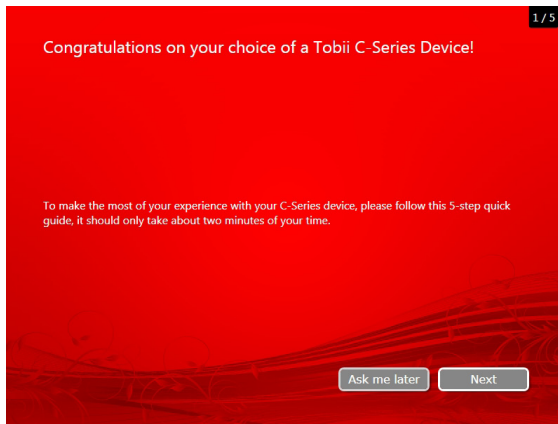 1 / 5
Congratulations on your choice of a Tobii C-Series Device!
To make the most of your experience with your C-Series device, please follow this 5-step quick
guide, it should only take about two minutes of your time.
Ask me later
Next